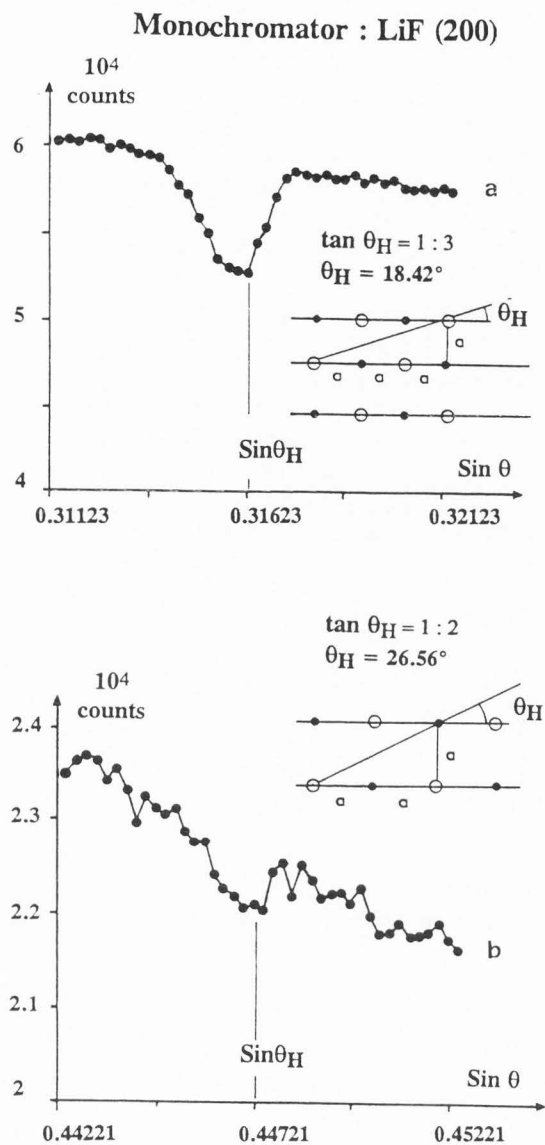 Monochromator : LiF (200)
10⁴
counts
6
5
4
a
tan θH = 1 : 3
θH = 18.42°
θH
a
a a a
SinθH
Sin θ
0.31123 0.31623 0.32123
tan θH = 1 : 2
θH = 26.56°
10⁴
counts
2.4
2.3
2.2
2.1
2
θH
a
a a
b
SinθH
Sin θ
0.44221 0.44721 0.45221